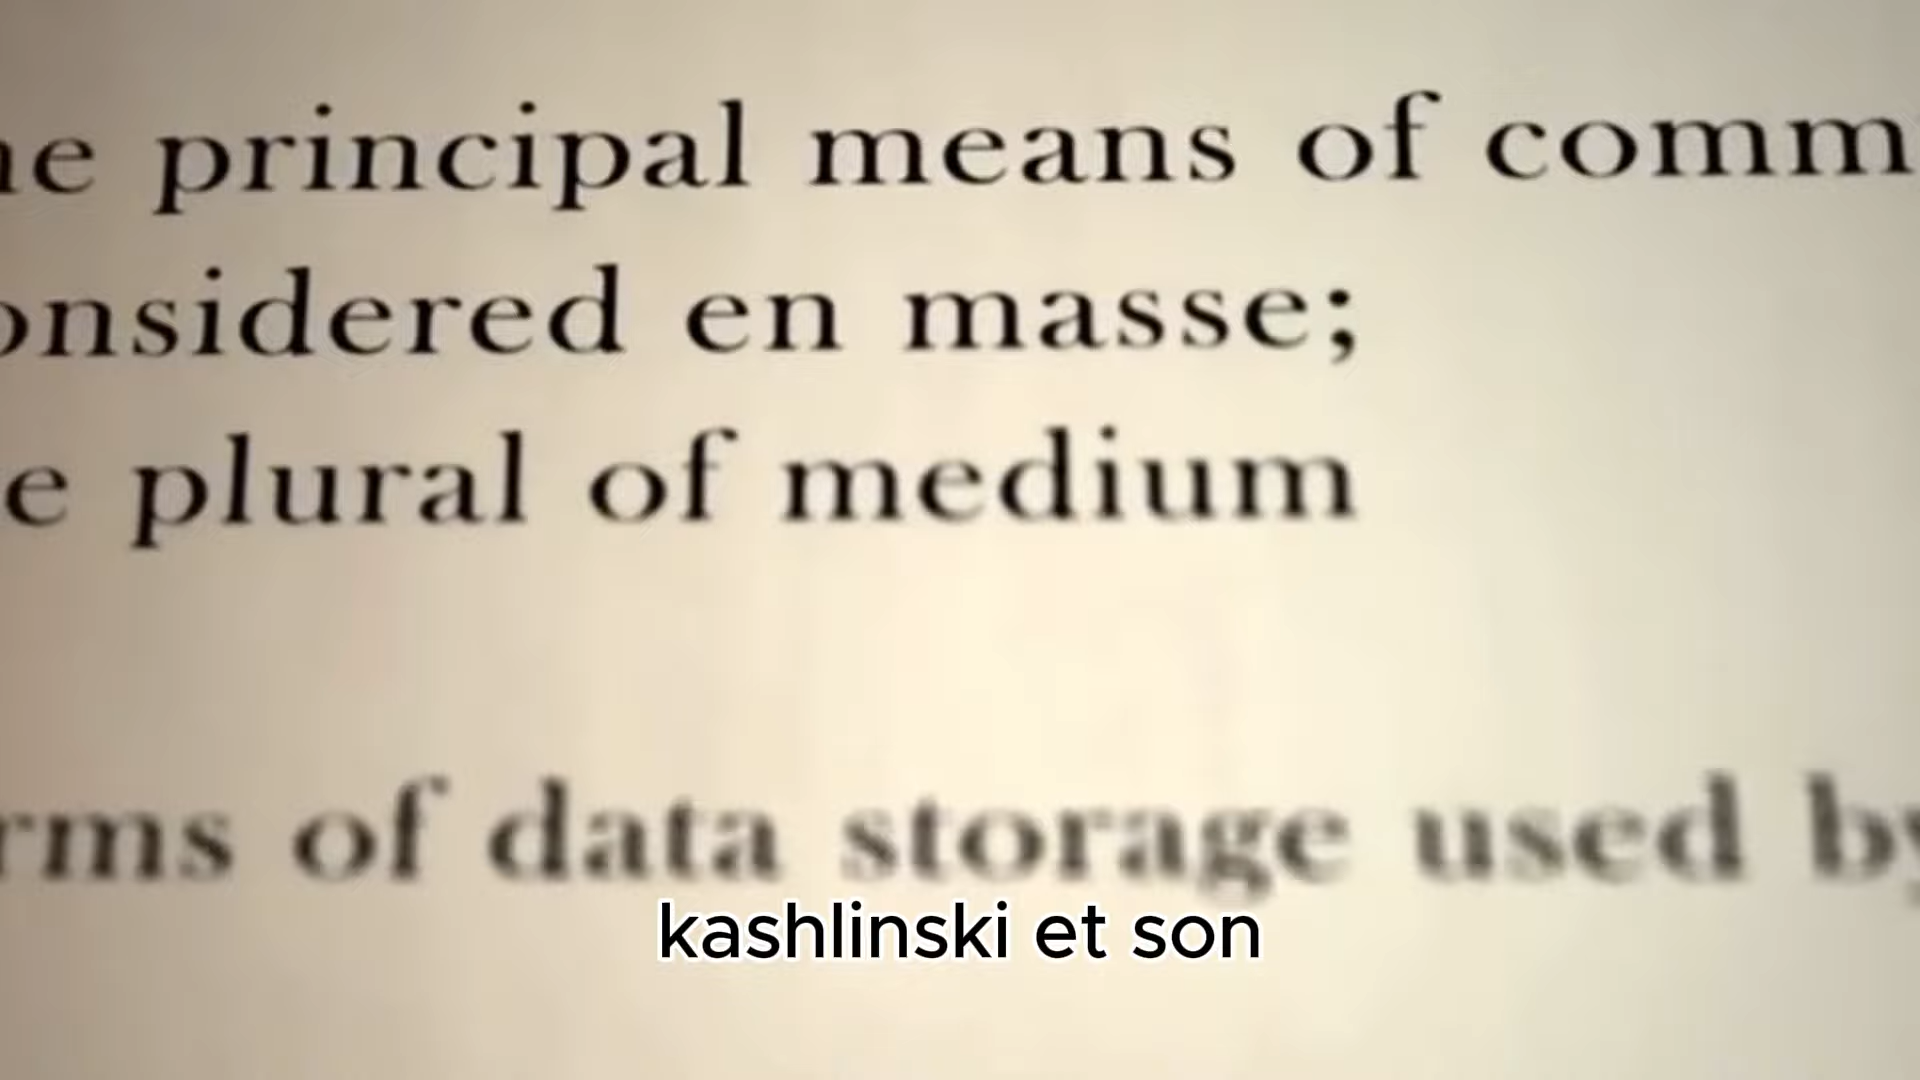 he principal means of comm
onsidered en masse;
e plural of medium
rms of data storage used by
kashlinski et son